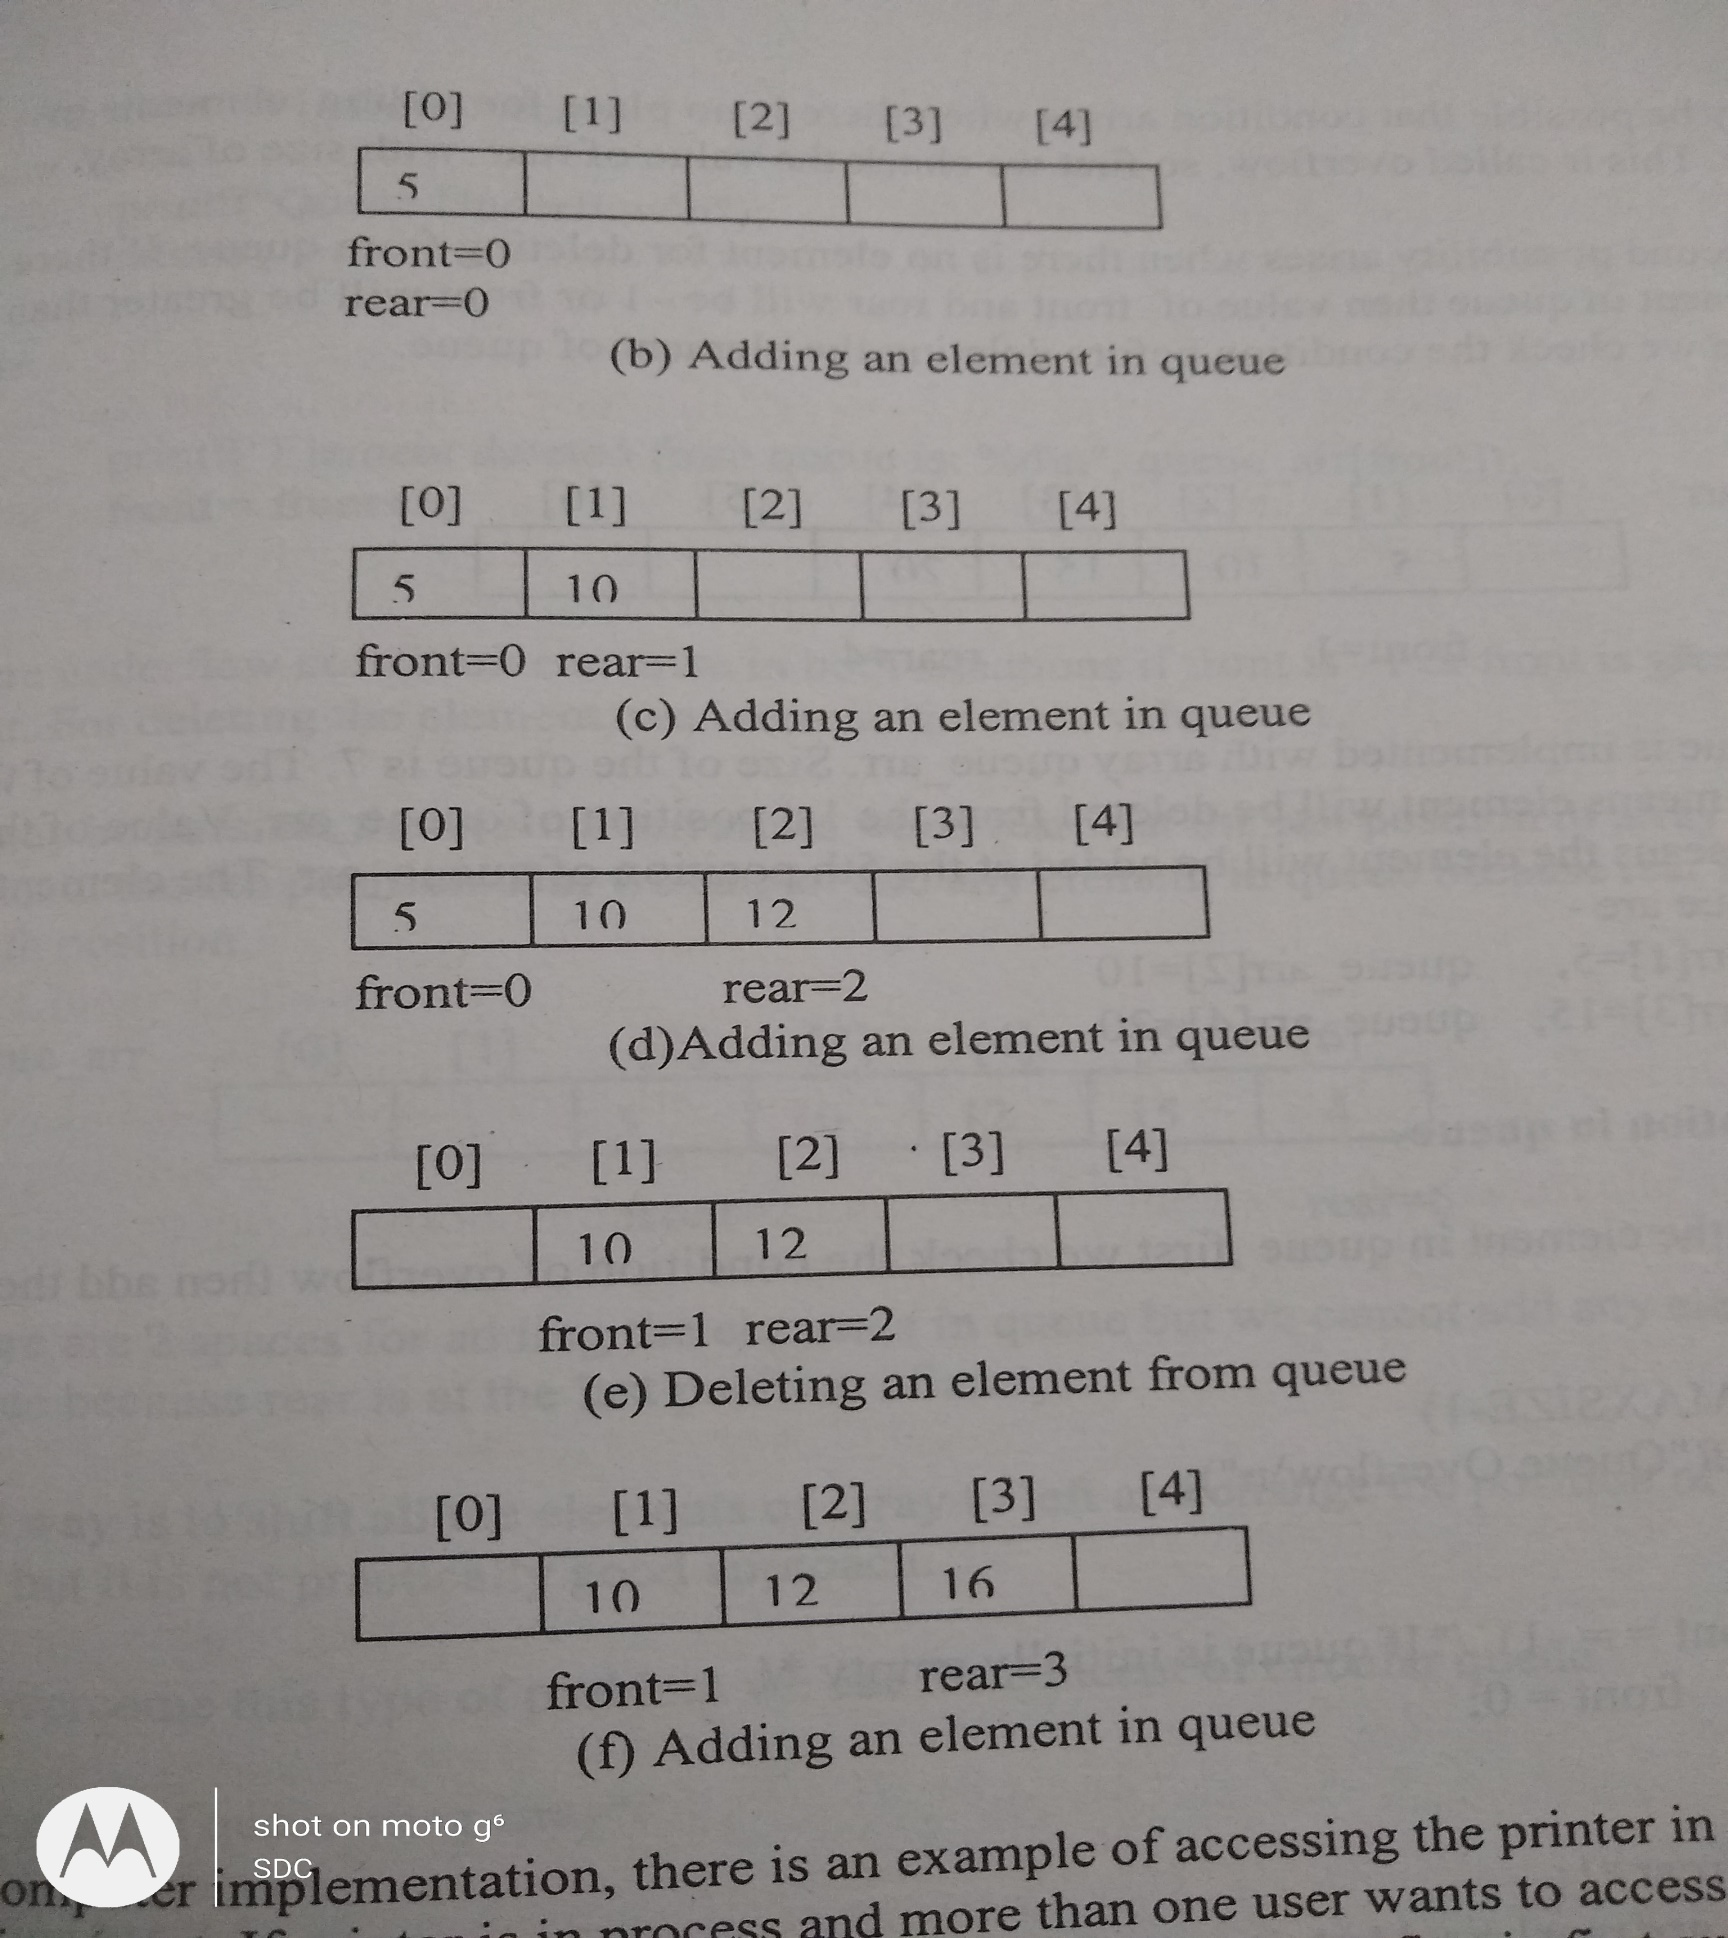 [0] [1] [2] [3] [4]
5
front=0
rear=0
(b) Adding an element in queue
[0] [1] [2] [3] [4]
5 10
front=0 rear=1
(c) Adding an element in queue
[0] [1] [2] [3] [4]
5 10 12
front=0 rear=2
(d)Adding an element in queue
[0] [1] [2] [3] [4]
10 12
front=1 rear=2
(e) Deleting an element from queue
[0] [1] [2] [3] [4]
10 12 16
front=1 rear=3
(f) Adding an element in queue
shot on moto g⁶
SDC
implementation, there is an example of accessing the printer in
in process and more than one user wants to access